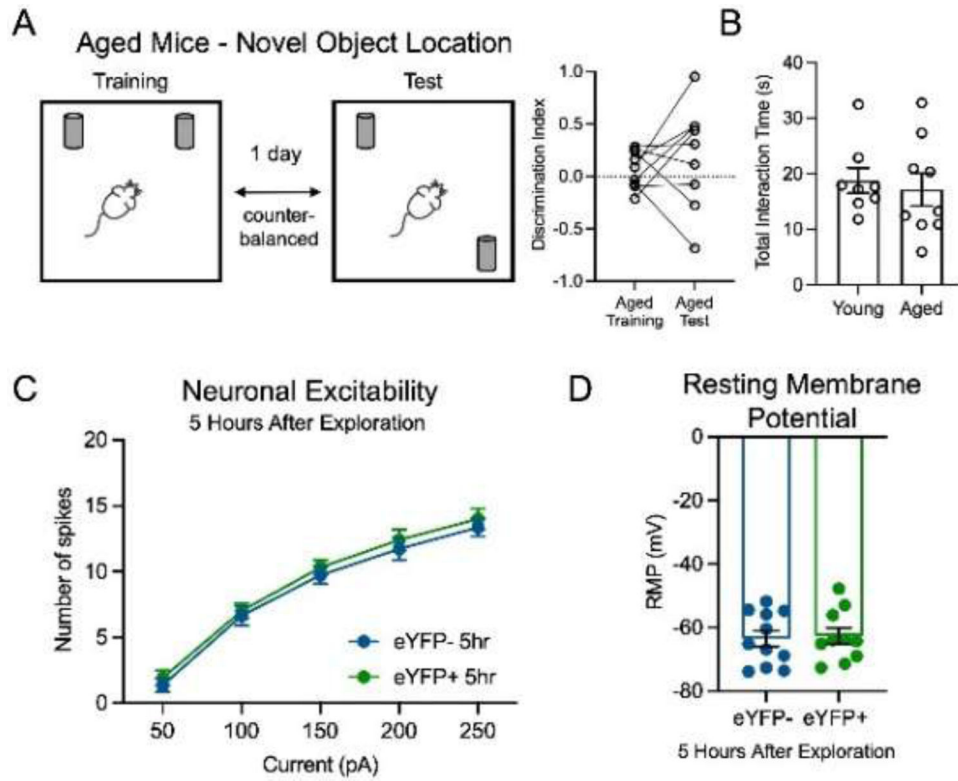 A
Aged Mice - Novel Object Location
Training
Test
1 day
counter-
balanced
Discrimination Index
1.0
0.5
0.0
-0.5
-1.0
Aged
Training
Aged
Test
B
Total Interaction Time (s)
40
30
20
10
0
Young
Aged
C
Neuronal Excitability
5 Hours After Exploration
Number of spikes
20
15
10
5
0
eYFP- 5hr
eYFP+ 5hr
50 100 150 200 250
Current (pA)
D
Resting Membrane
Potential
RMP (mV)
0
-20
-40
-60
-80
eYFP- eYFP+
5 Hours After Exploration